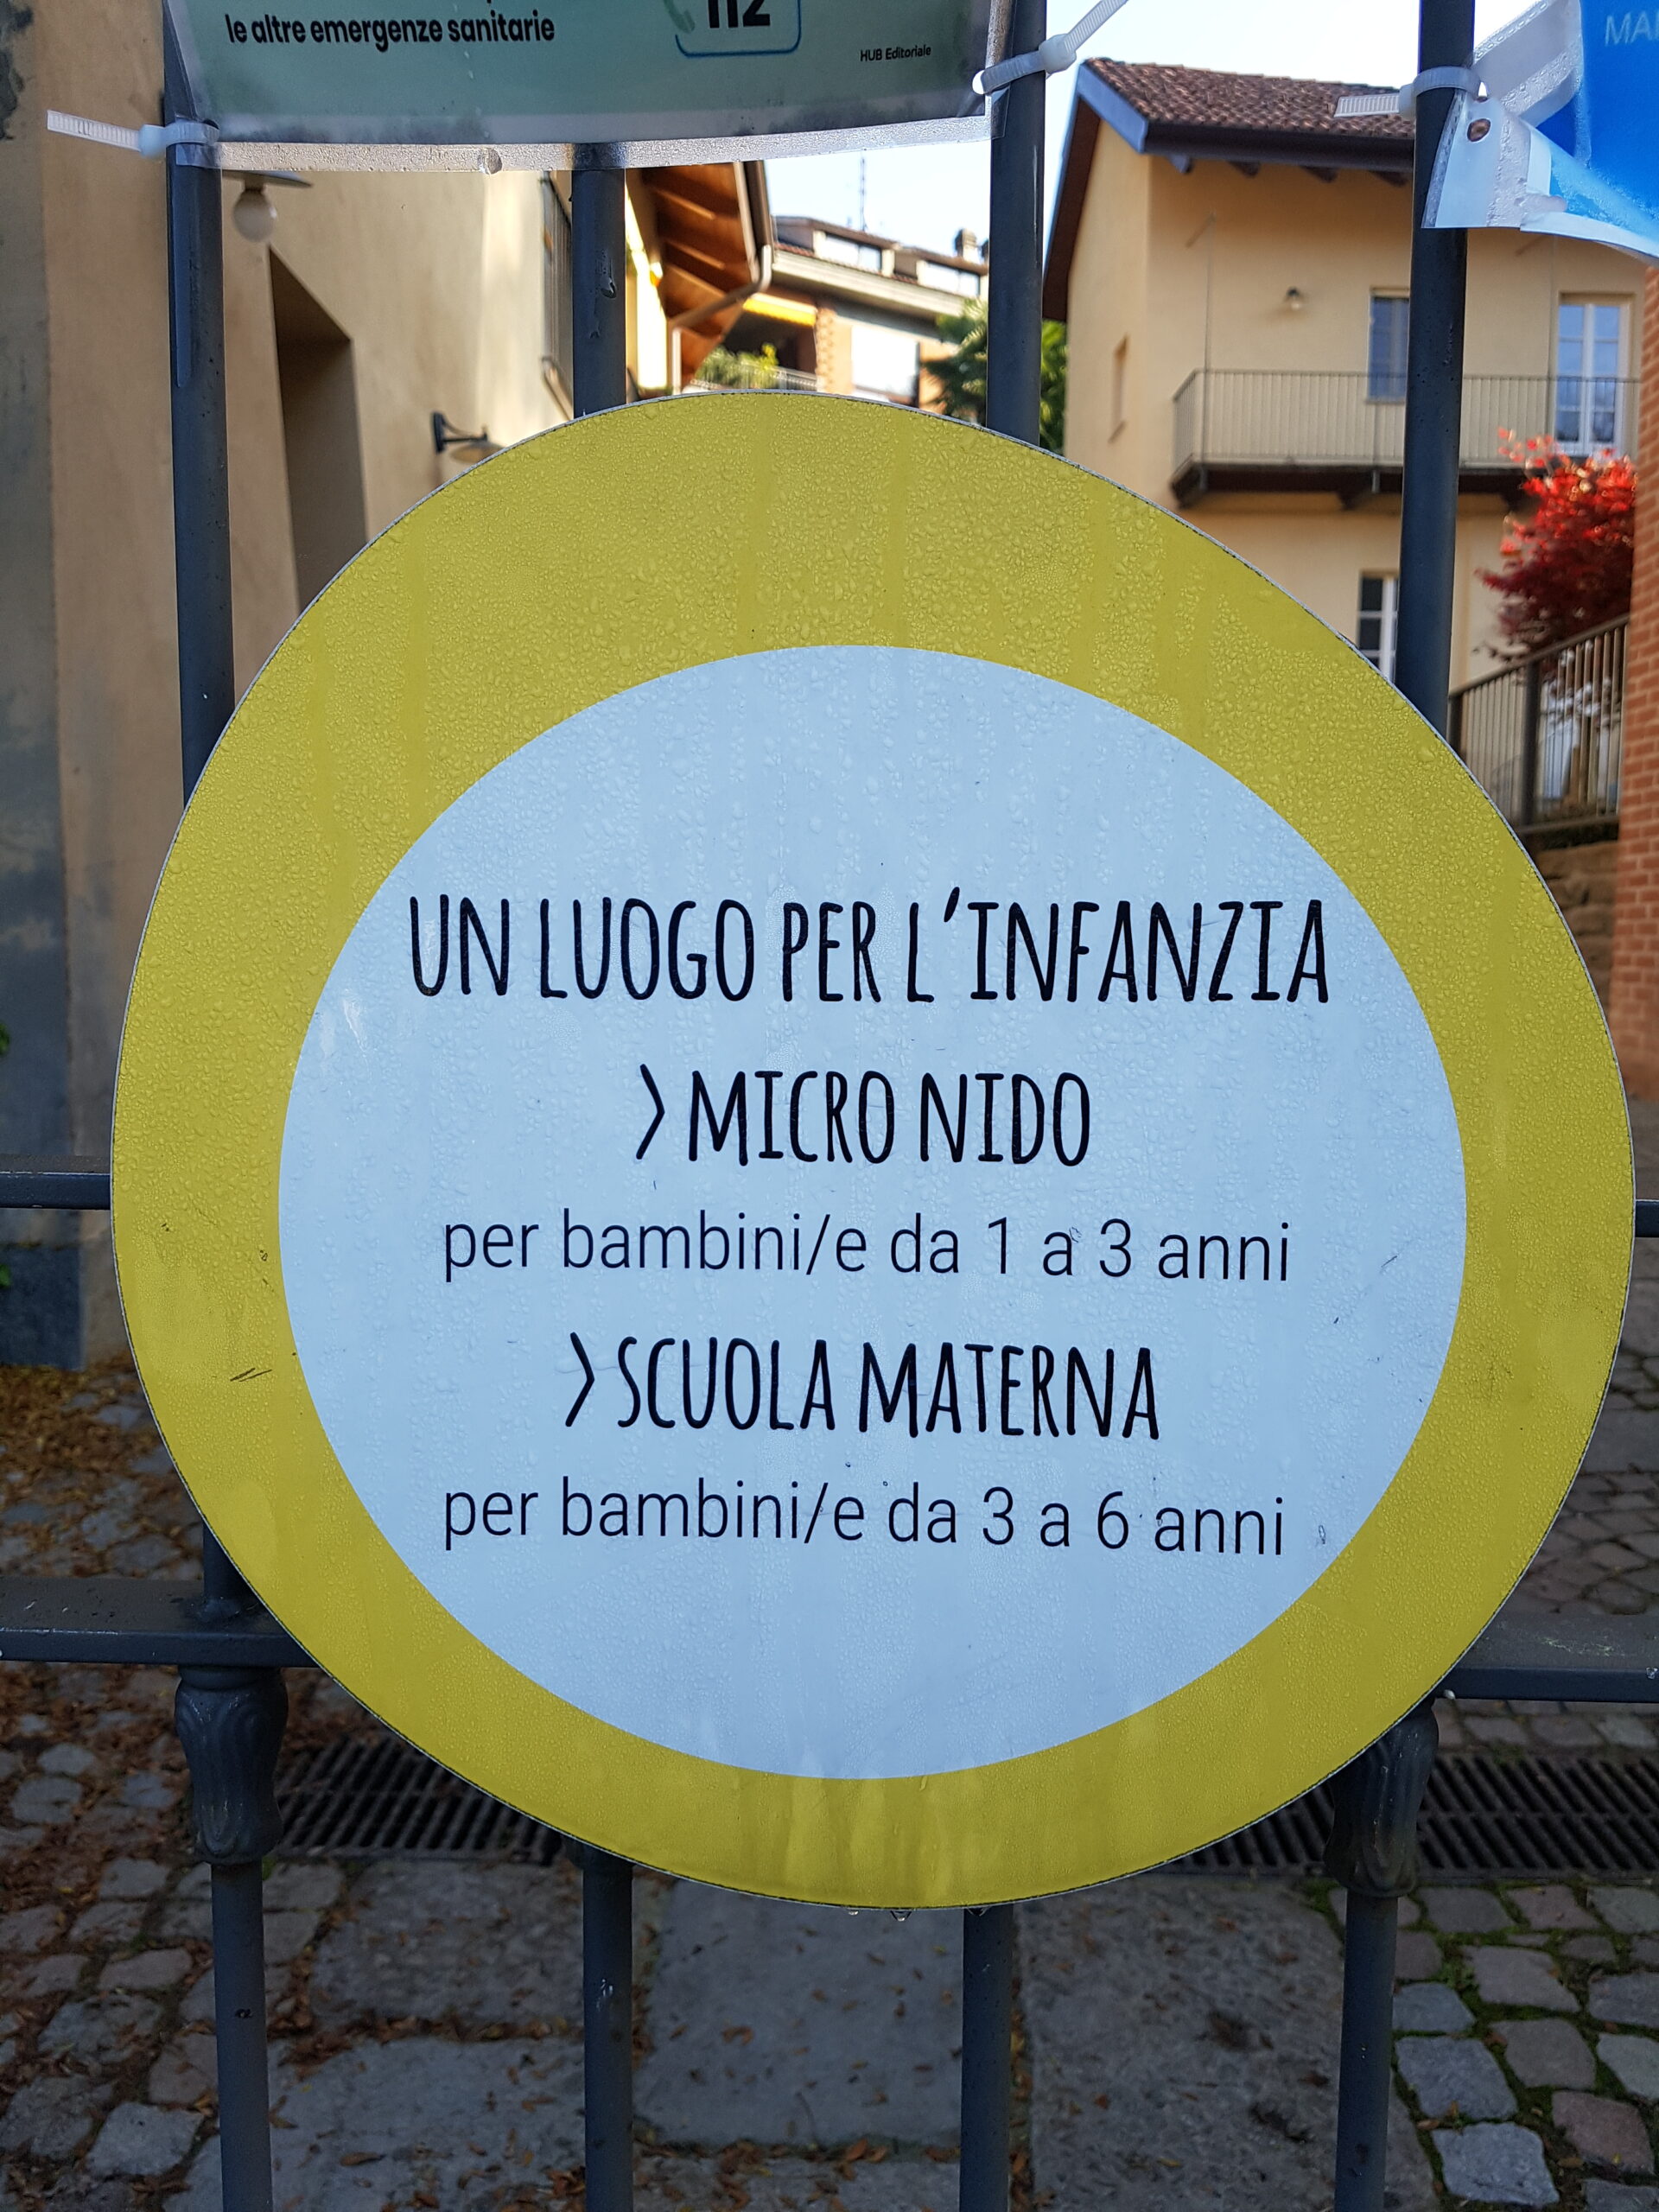 le altre emergenze sanitarie
112
HUB Editoriale
UN LUOGO PER L'INFANZIA
> MICRO NIDO
per bambini/e da 1 a 3 anni
> SCUOLA MATERNA
per bambini/e da 3 a 6 anni